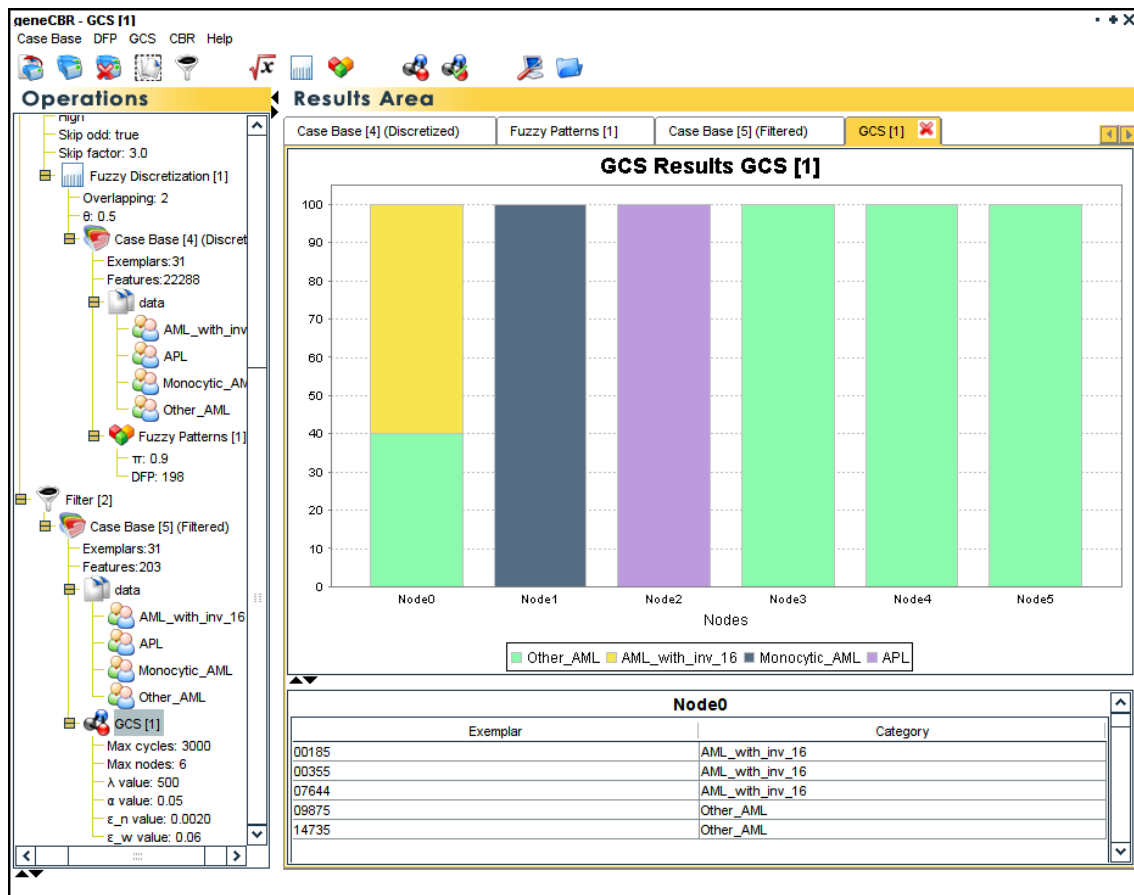 geneCBR - GCS [1]
Case Base DFP GCS CBR Help
Operations
High
Skip odd: true
Skip factor: 3.0
Fuzzy Discretization [1]
Overlapping: 2
θ: 0.5
Case Base [4] (Discret
Exemplars:31
Features:22288
data
AML_with_inv
APL
Monocytic_AM
Other_AML
Fuzzy Patterns [1]
π: 0.9
DFP: 198
Filter [2]
Case Base [5] (Filtered)
Exemplars:31
Features:203
data
AML_with_inv_16
APL
Monocytic_AML
Other_AML
GCS [1]
Max cycles: 3000
Max nodes: 6
λ value: 500
α value: 0.05
ε_n value: 0.0020
ε_w value: 0.06
Results Area
Case Base [4] (Discretized) Fuzzy Patterns [1] Case Base [5] (Filtered) GCS [1]
GCS Results GCS [1]
100
90
80
70
60
50
40
30
20
10
0
Node0 Node1 Node2 Node3 Node4 Node5
Nodes
Other_AML AML_with_inv_16 Monocytic_AML APL
Node0
Exemplar Category
00185 AML_with_inv_16
00355 AML_with_inv_16
07644 AML_with_inv_16
09875 Other_AML
14735 Other_AML